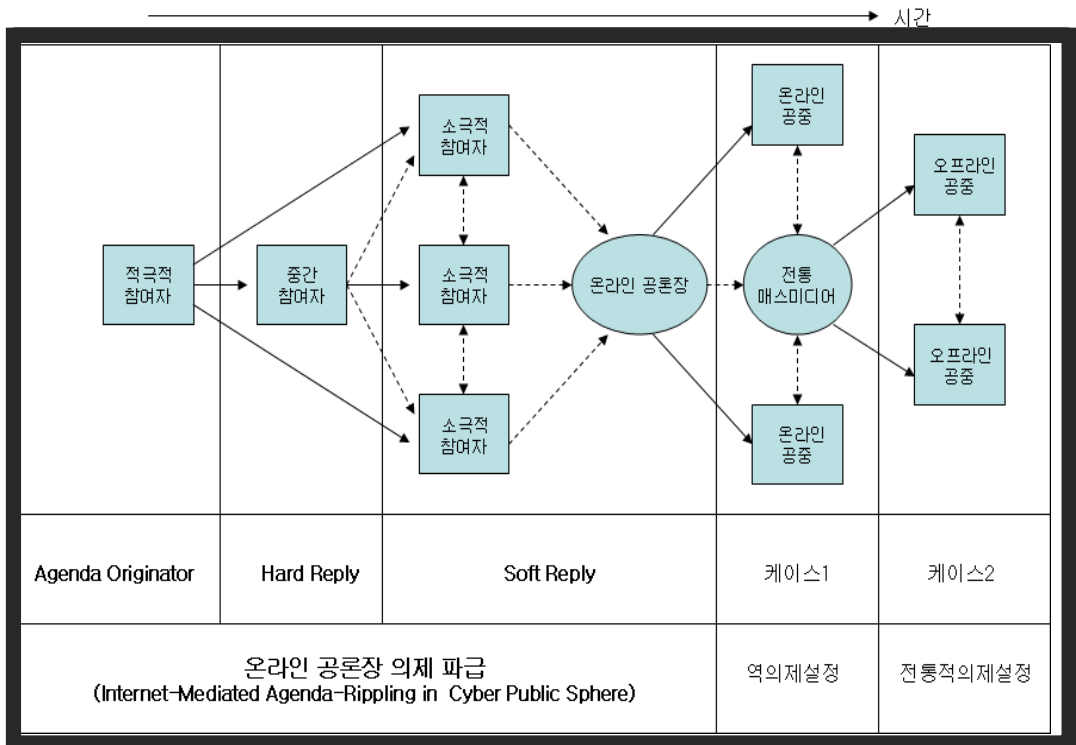 시간
온라인
공중
소극적
참여자
오프라인
공중
적극적
참여자
중간
참여자
소극적
참여자
온라인 공론장
전통
매스미디어
오프라인
공중
소극적
참여자
온라인
공중
Agenda Originator
Hard Reply
Soft Reply
케이스1
케이스2
온라인 공론장 의제 파급
(Internet-Mediated Agenda-Rippling in Cyber Public Sphere)
역의제설정
전통적의제설정